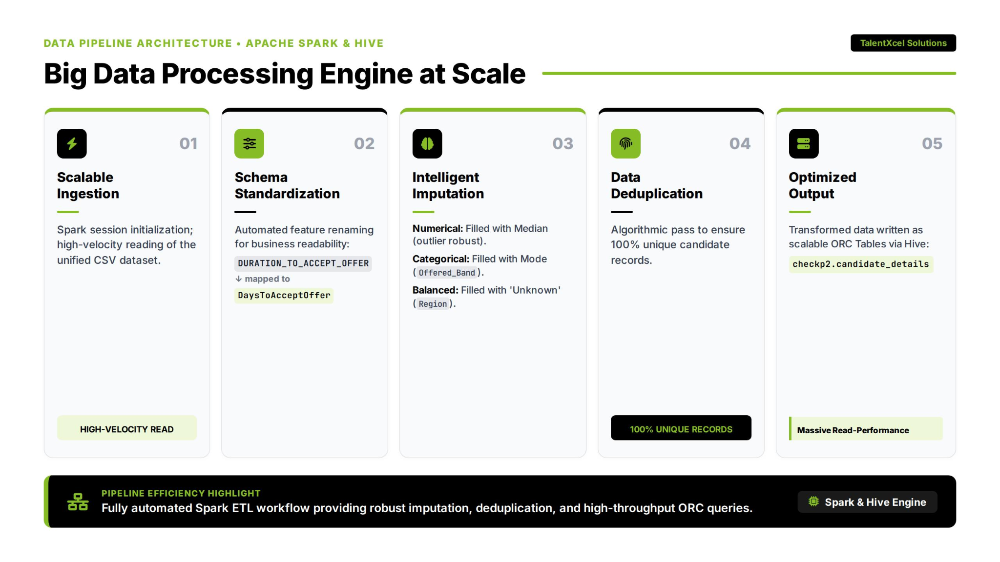 DATA PIPELINE ARCHITECTURE • APACHE SPARK & HIVE
TalentXcel Solutions
Big Data Processing Engine at Scale
01
Scalable
Ingestion
Spark session initialization;
high-velocity reading of the
unified CSV dataset.
HIGH-VELOCITY READ
02
Schema
Standardization
Automated feature renaming
for business readability:
DURATION_TO_ACCEPT_OFFER
↓ mapped to
DaysToAcceptOffer
03
Intelligent
Imputation
Numerical: Filled with Median
(outlier robust).
Categorical: Filled with Mode
(Offered_Band).
Balanced: Filled with 'Unknown'
(Region).
04
Data
Deduplication
Algorithmic pass to ensure
100% unique candidate
records.
100% UNIQUE RECORDS
05
Optimized
Output
Transformed data written as
scalable ORC Tables via Hive:
checkp2.candidate_details
Massive Read-Performance
PIPELINE EFFICIENCY HIGHLIGHT
Fully automated Spark ETL workflow providing robust imputation, deduplication, and high-throughput ORC queries.
Spark & Hive Engine